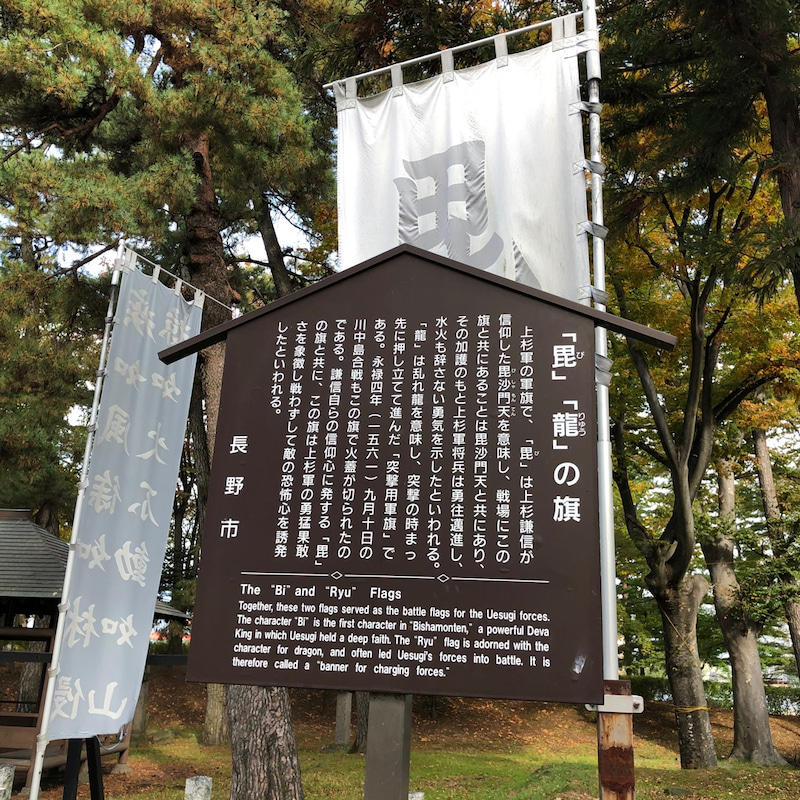 毘
疾如風徐如林侵
掠如火不動如山
「毘」「龍」の旗
び
りゅう
上杉軍の軍旗で、「毘」は上杉謙信が
び
信仰した毘沙門天を意味し、戦場にこの
びしゃもんてん
旗と共にあることは毘沙門天と共にあり、
その加護のもと上杉軍将兵は勇往邁進し、
水火も辞さない勇気を示したといわれる。
「龍」は乱れ龍を意味し、突撃の時まっ
先に押し立てて進んだ「突撃用軍旗」で
ある。永禄四年(一五六一)九月十日の
川中島合戦もこの旗で火蓋が切られたの
である。謙信自らの信仰心に発する「毘」
の旗と共に、この旗は上杉軍の勇猛果敢
さを象徴し戦わずして敵の恐怖心を誘発
したといわれる。
長野市
The "Bi" and "Ryu" Flags
Together, these two flags served as the battle flags for the Uesugi forces.
The character "Bi" is the first character in "Bishamonten," a powerful Deva
King in which Uesugi held a deep faith. The "Ryu" flag is adorned with the
character for dragon, and often led Uesugi's forces into battle. It is
therefore called a "banner for charging forces."